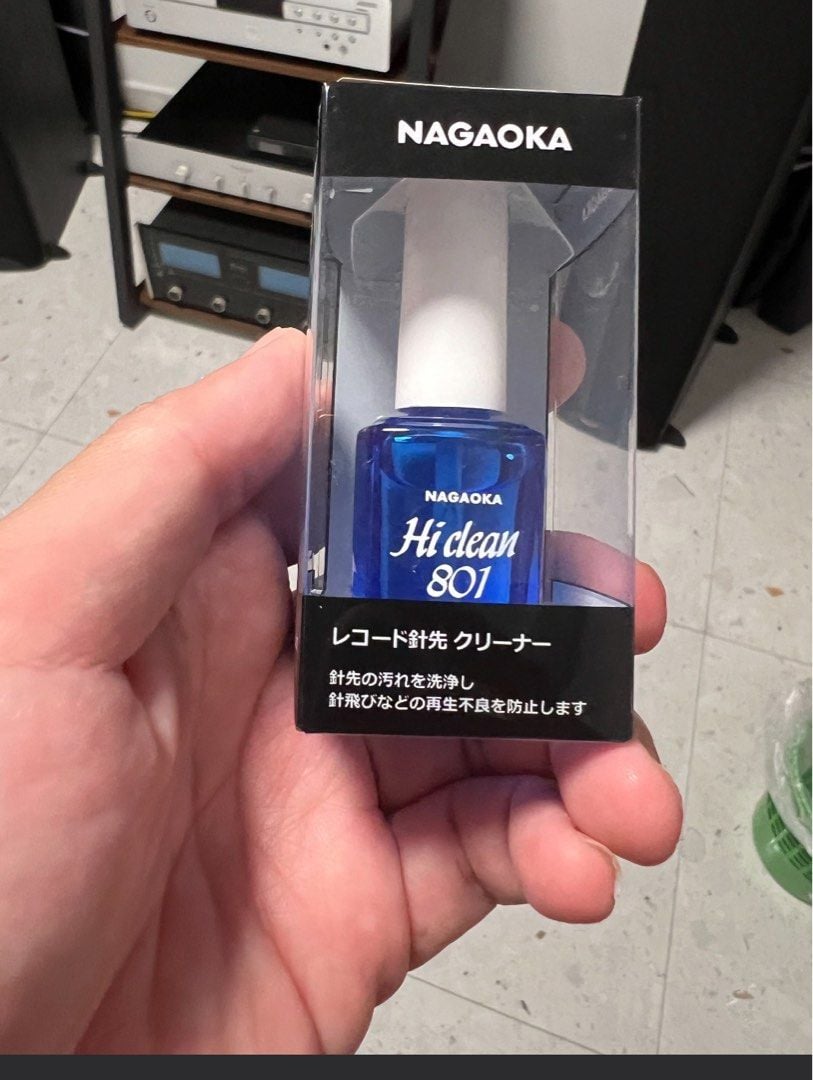 NAGAOKA
NAGAOKA
Hi clean
801
レコード針先 クリーナー
針先の汚れを洗浄し
針飛びなどの再生不良を防止します